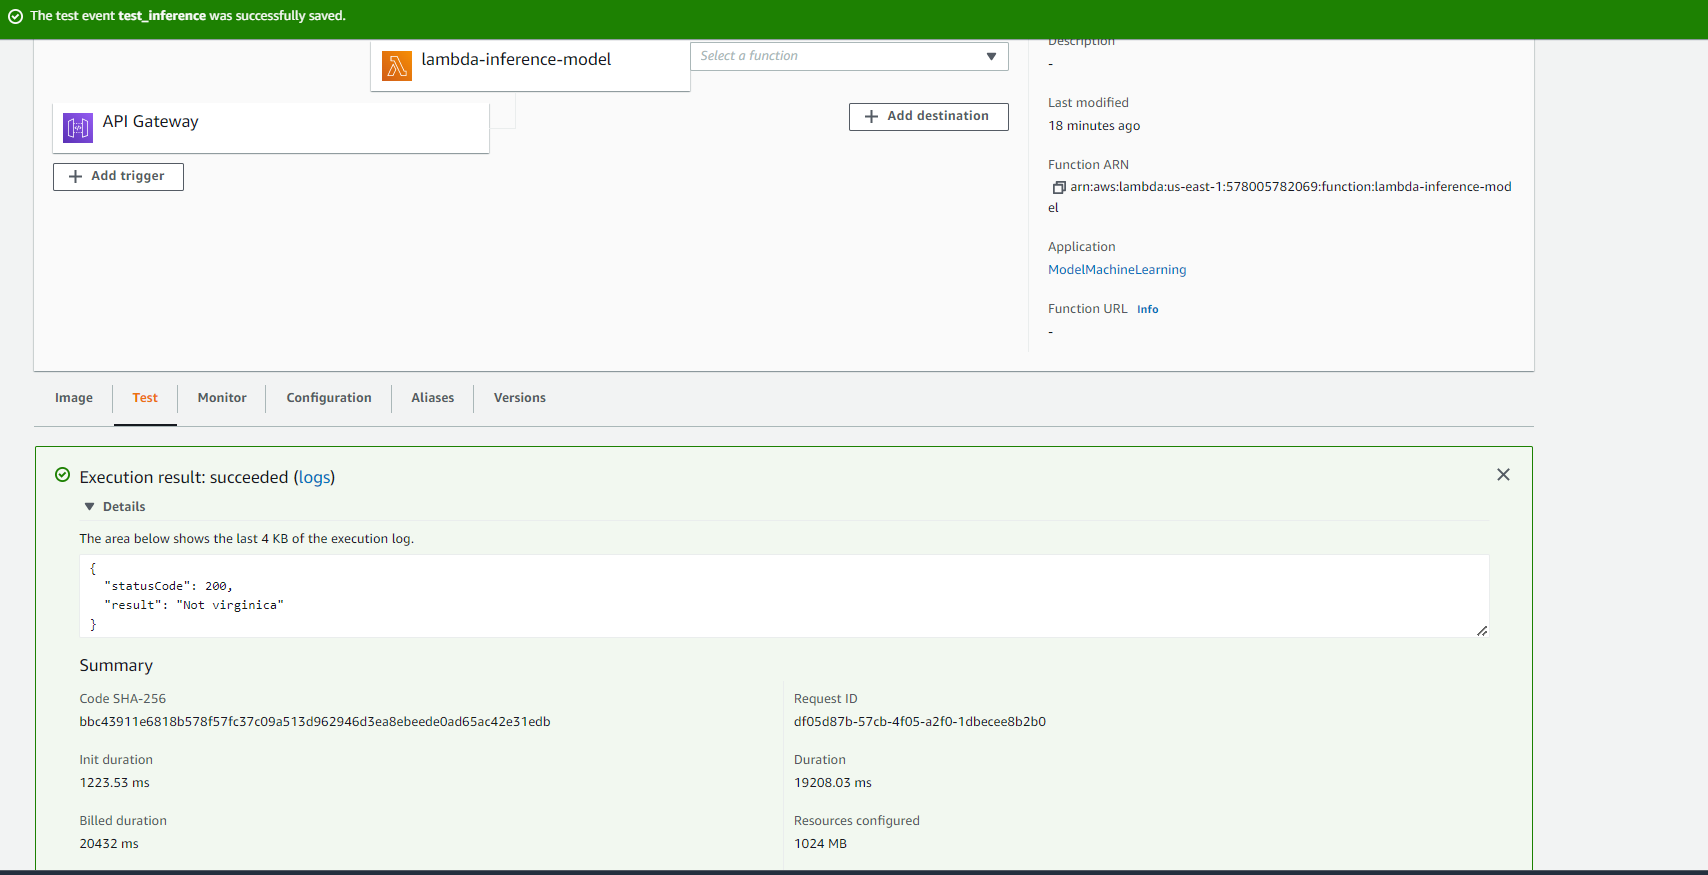 The test event test_inference was successfully saved.
lambda-inference-model
Select a function
Description
-
API Gateway
Add destination
Last modified
18 minutes ago
Add trigger
Function ARN
arn:aws:lambda:us-east-1:578005782069:function:lambda-inference-mod
el
Application
ModelMachineLearning
Function URL Info
-
Image Test Monitor Configuration Aliases Versions
Execution result: succeeded (logs)
Details
The area below shows the last 4 KB of the execution log.
{
"statusCode": 200,
"result": "Not virginica"
}
Summary
Code SHA-256
bbc43911e6818b578f57fc37c09a513d962946d3ea8ebeede0ad65ac42e31edb
Request ID
df05d87b-57cb-4f05-a2f0-1dbecee8b2b0
Init duration
1223.53 ms
Duration
19208.03 ms
Billed duration
20432 ms
Resources configured
1024 MB